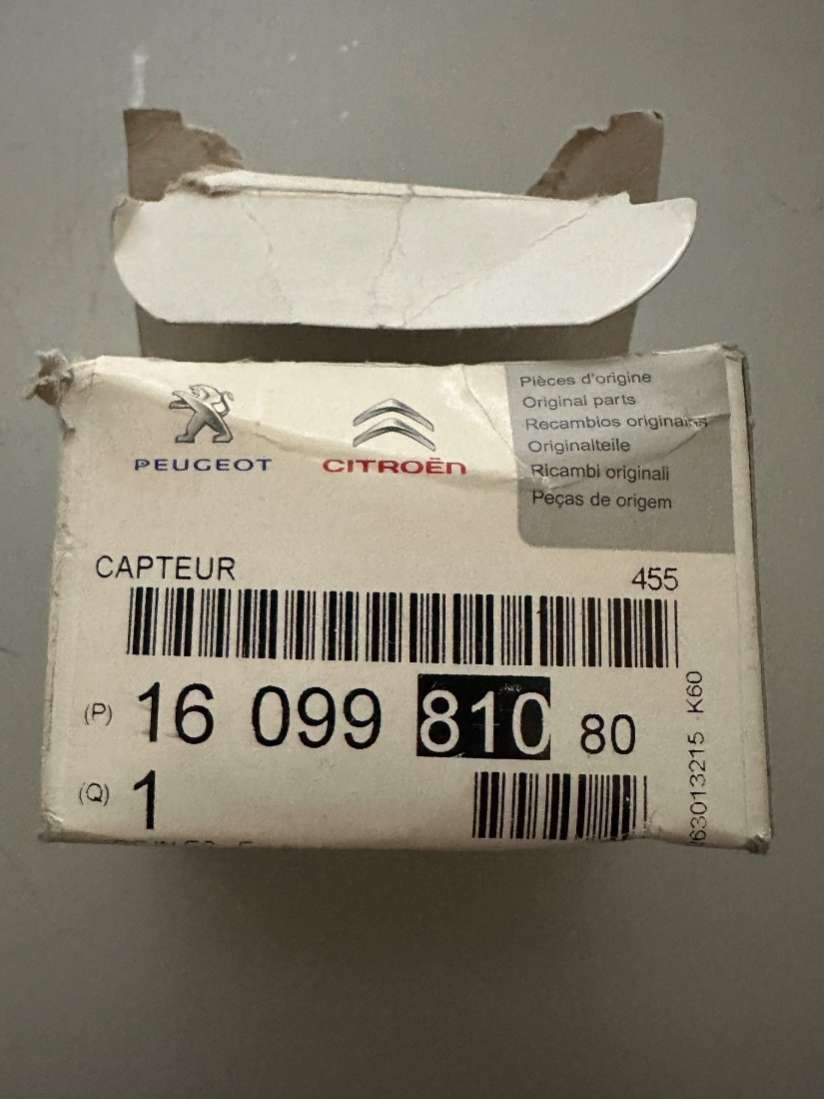 Pièces d'origine
Original parts
Recambios originales
Originalteile
Ricambi originali
Peças de origem
PEUGEOT
CITROËN
CAPTEUR
455
(P) 16 099 810 80
(Q) 1
63013215 K60